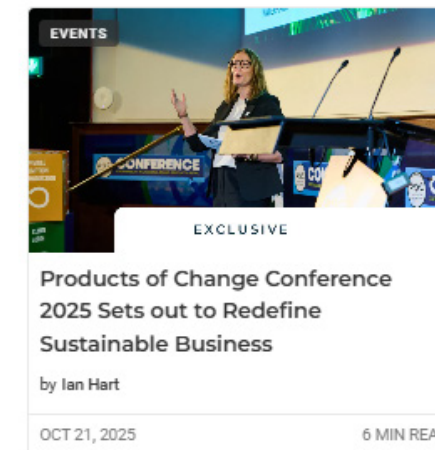 EVENTS
CONFERENCE
EXCLUSIVE
Products of Change Conference
2025 Sets out to Redefine
Sustainable Business
by Ian Hart
OCT 21, 2025
6 MIN REA